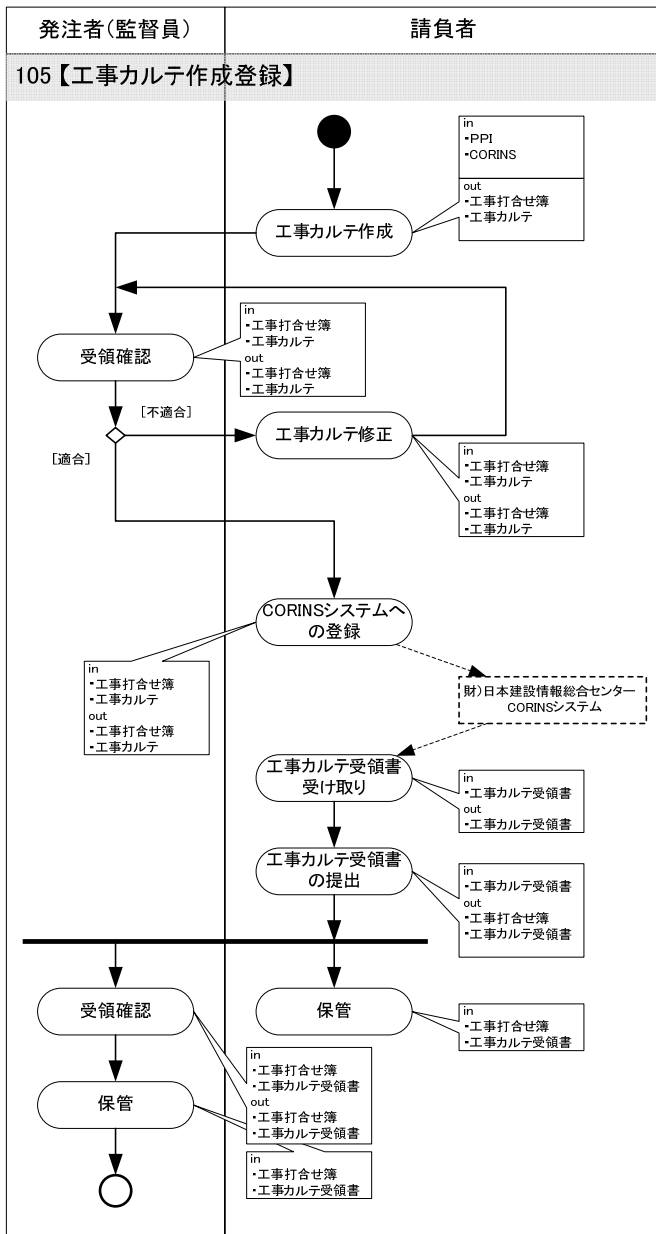 発注者（監督員）
請負者
105【工事カルテ作成登録】
in
・PPI
・CORINS
out
・工事打合せ簿
・工事カルテ
工事カルテ作成
受領確認
in
・工事打合せ簿
・工事カルテ
out
・工事打合せ簿
・工事カルテ
［不適合］
［適合］
工事カルテ修正
in
・工事打合せ簿
・工事カルテ
out
・工事打合せ簿
・工事カルテ
CORINSシステムへ
の登録
in
・工事打合せ簿
・工事カルテ
out
・工事打合せ簿
・工事カルテ
財）日本建設情報総合センター
CORINSシステム
工事カルテ受領書
受け取り
in
・工事カルテ受領書
out
・工事カルテ受領書
工事カルテ受領書
の提出
in
・工事カルテ受領書
out
・工事打合せ簿
・工事カルテ受領書
受領確認
保管
in
・工事打合せ簿
・工事カルテ受領書
in
・工事打合せ簿
・工事カルテ受領書
out
・工事打合せ簿
・工事カルテ受領書
保管
in
・工事打合せ簿
・工事カルテ受領書